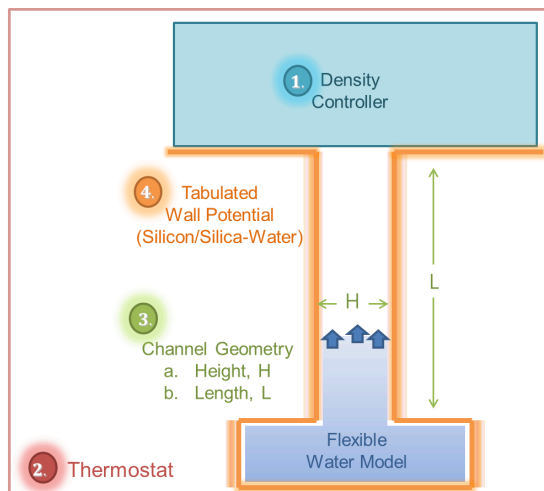 1. Density
Controller
4. Tabulated
Wall Potential
(Silicon/Silica-Water)
H
L
3.
Channel Geometry
a. Height, H
b. Length, L
Flexible
Water Model
2. Thermostat